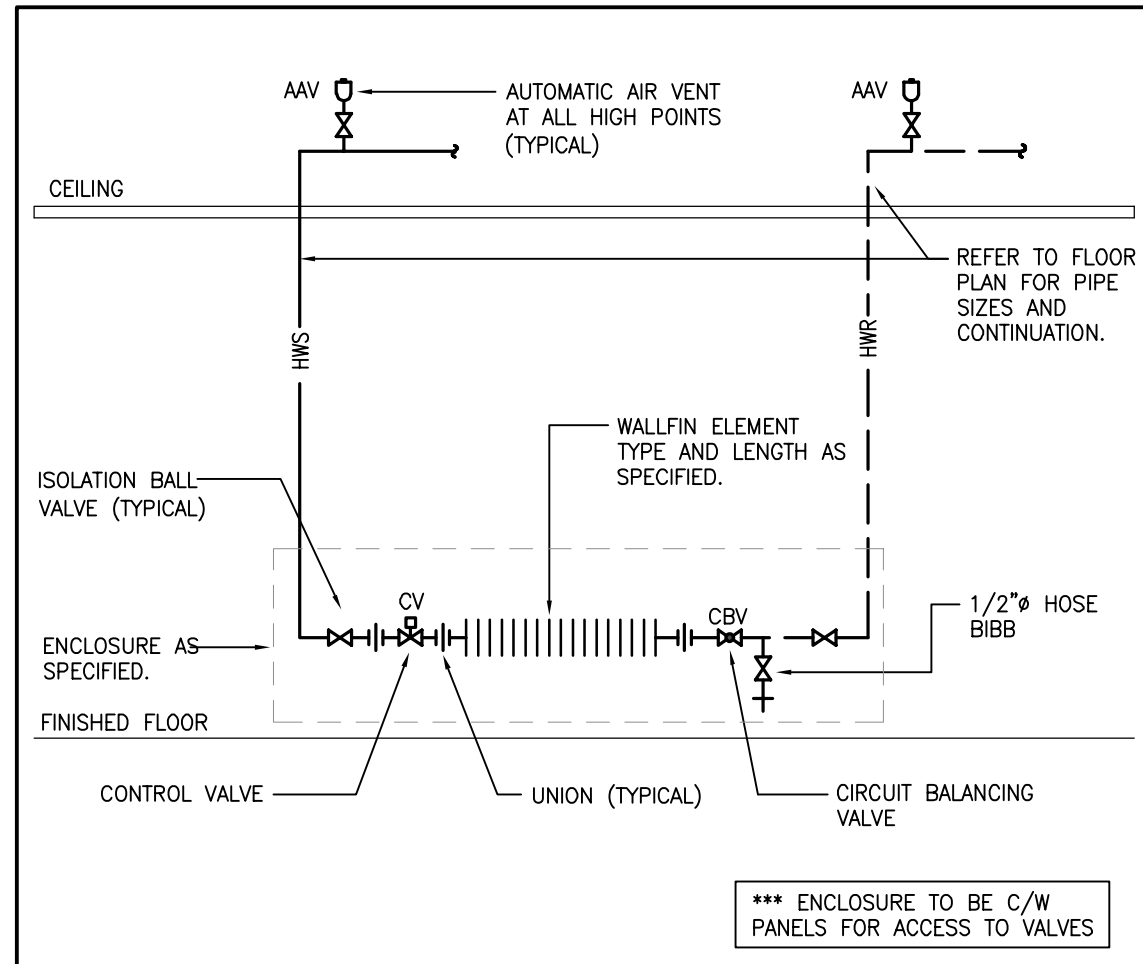 AAV
AUTOMATIC AIR VENT
AT ALL HIGH POINTS
(TYPICAL)
AAV
CEILING
REFER TO FLOOR
PLAN FOR PIPE
SIZES AND
CONTINUATION.
HWS
HWR
WALLFIN ELEMENT
TYPE AND LENGTH AS
SPECIFIED.
ISOLATION BALL
VALVE (TYPICAL)
CV
CBV
1/2"ø HOSE
BIBB
ENCLOSURE AS
SPECIFIED.
FINISHED FLOOR
CONTROL VALVE
UNION (TYPICAL)
CIRCUIT BALANCING
VALVE
*** ENCLOSURE TO BE C/W
PANELS FOR ACCESS TO VALVES